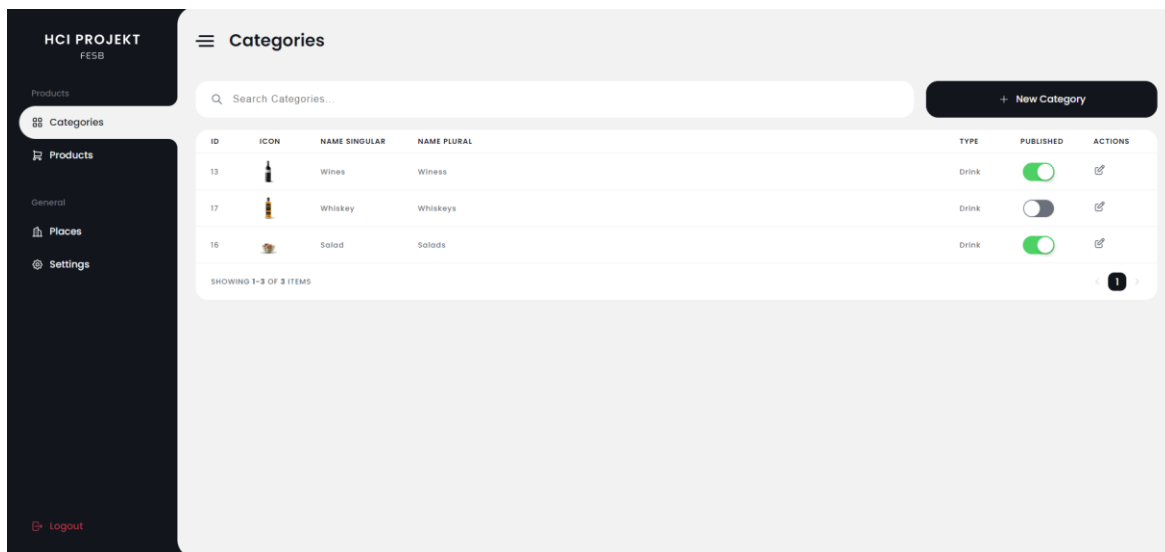 HCI PROJEKT
FESB
Products
Categories
Products
General
Places
Settings
Logout
Categories
Search Categories...
+ New Category
ID ICON NAME SINGULAR NAME PLURAL TYPE PUBLISHED ACTIONS
13 Wines Winess Drink
17 Whiskey Whiskeys Drink
16 Salad Salads Drink
SHOWING 1-3 OF 3 ITEMS
< 1 >